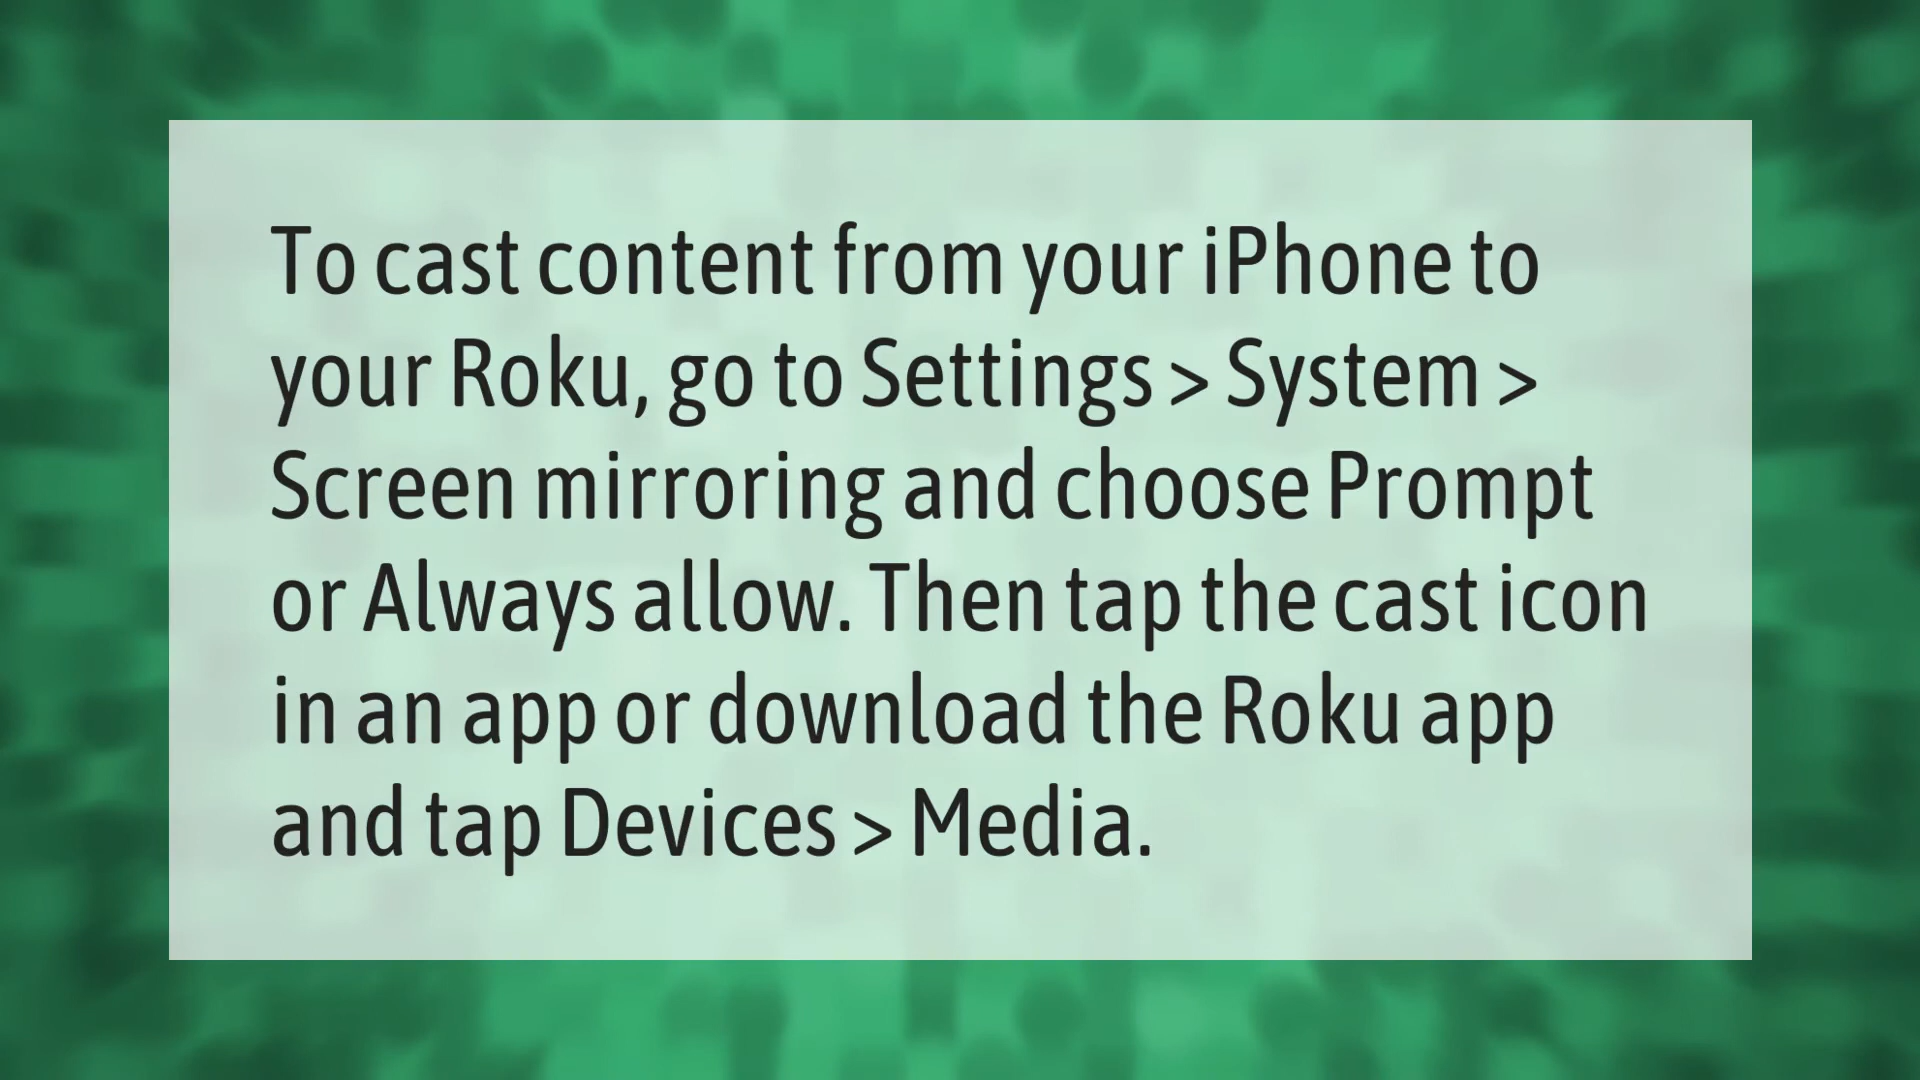 To cast content from your iPhone to
your Roku, go to Settings > System >
Screen mirroring and choose Prompt
or Always allow. Then tap the cast icon
in an app or download the Roku app
and tap Devices > Media.